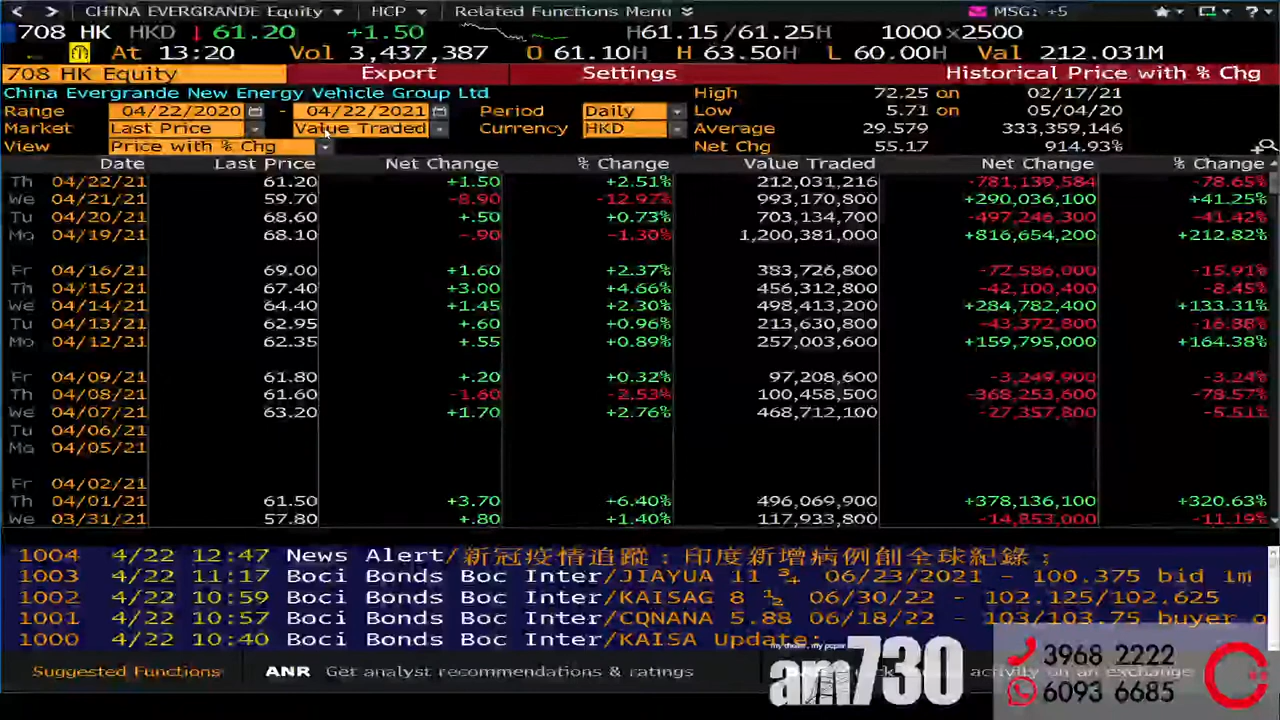 < > CHINA EVERGRANDE Equity HCP Related Functions Menu MSG: +5 ?
708 HK HKD 61.20 +1.50 H61.15/61.25H 1000×2500
At 13:20 Vol 3,437,387 O 61.10H H 63.50H L 60.00H Val 212.031M
708 HK Equity Export Settings Historical Price with % Chg
China Evergrande New Energy Vehicle Group Ltd High 72.25 on 02/17/21
Range 04/22/2020 - 04/22/2021 Period Daily Low 5.71 on 05/04/20
Market Last Price Value Traded Currency HKD Average 29.579 333,359,146
View Price with % Chg Net Chg 55.17 914.93%
Date Last Price Net Change % Change Value Traded Net Change % Change
Th 04/22/21 61.20 +1.50 +2.51% 212,031,216 -781,139,584 -78.65%
We 04/21/21 59.70 -8.90 -12.97% 993,170,800 +290,036,100 +41.25%
Tu 04/20/21 68.60 +.50 +0.73% 703,134,700 -497,246,300 -41.42%
Mo 04/19/21 68.10 -.90 -1.30% 1,200,381,000 +816,654,200 +212.82%
Fr 04/16/21 69.00 +1.60 +2.37% 383,726,800 -72,586,000 -15.91%
Th 04/15/21 67.40 +3.00 +4.66% 456,312,800 -42,100,400 -8.45%
We 04/14/21 64.40 +1.45 +2.30% 498,413,200 +284,782,400 +133.31%
Tu 04/13/21 62.95 +.60 +0.96% 213,630,800 -43,372,800 -16.88%
Mo 04/12/21 62.35 +.55 +0.89% 257,003,600 +159,795,000 +164.38%
Fr 04/09/21 61.80 +.20 +0.32% 97,208,600 -3,249,900 -3.24%
Th 04/08/21 61.60 -1.60 -2.53% 100,458,500 -368,253,600 -78.57%
We 04/07/21 63.20 +1.70 +2.76% 468,712,100 -27,357,800 -5.51%
Tu 04/06/21
Mo 04/05/21
Fr 04/02/21
Th 04/01/21 61.50 +3.70 +6.40% 496,069,900 +378,136,100 +320.63%
We 03/31/21 57.80 +.80 +1.40% 117,933,800 -14,853,000 -11.19%
1004 4/22 12:47 News Alert/新冠疫情追蹤：印度新增病例創全球紀錄；
1003 4/22 11:17 Boci Bonds Boc Inter/JIAYUA 11 ¾ 06/23/2021 - 100.375 bid 1m
1002 4/22 10:59 Boci Bonds Boc Inter/KAISAG 8 ½ 06/30/22 - 102.125/102.625
1001 4/22 10:57 Boci Bonds Boc Inter/CQNANA 5.88 06/18/22 - 103/103.75 buyer o
1000 4/22 10:40 Boci Bonds Boc Inter/KAISA Update:
Suggested Functions ANR Get analyst recommendations & ratings activity on an exchange
my dream, my paper
am730
3968 2222
6093 6685